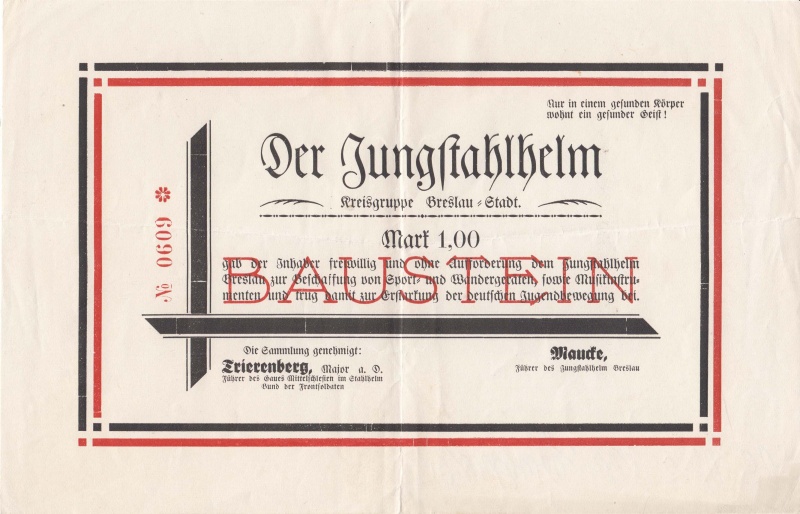 Nur in einem gesunden Körper
wohnt ein gesunder Geist!
Der Jungstahlhelm
Kreisgruppe Breslau-Stadt.
Mark 1,00
gab der Inhaber freiwillig und ohne Aufforderung dem Jungstahlhelm
Breslau zur Beschaffung von Sport- und Wandergeräten, sowie Musikinstru-
menten und trug damit zur Erstarkung der deutschen Jugendbewegung bei.
BAUSTEIN
№ 0609 *
Die Sammlung genehmigt:
Trierenberg, Major a. D.
Führer des Gaues Mittelschlesien im Stahlhelm
Bund der Frontsoldaten
Maucke,
Führer des Jungstahlhelm Breslau